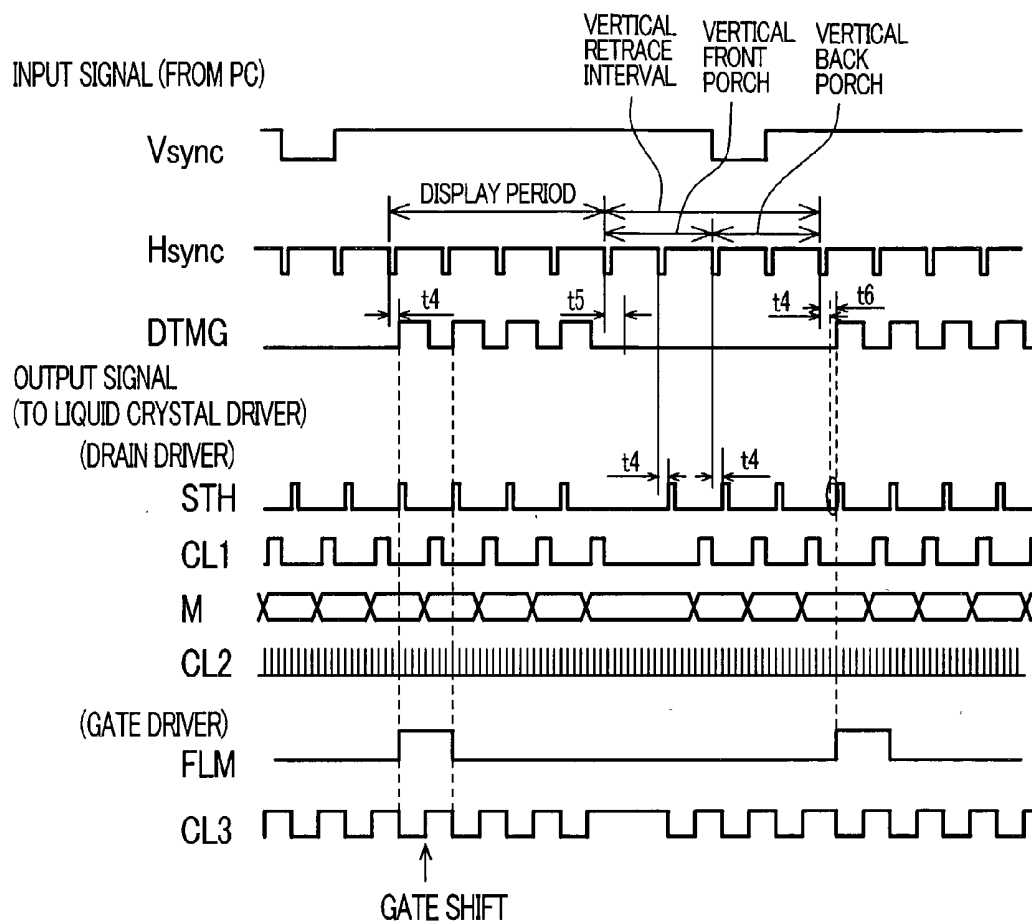 VERTICAL RETRACE INTERVAL
VERTICAL FRONT PORCH
VERTICAL BACK PORCH
INPUT SIGNAL (FROM PC)
Vsync
DISPLAY PERIOD
Hsync
t4
t5
t4
t6
DTMG
OUTPUT SIGNAL
(TO LIQUID CRYSTAL DRIVER)
(DRAIN DRIVER)
t4
t4
STH
CL1
M
CL2
(GATE DRIVER)
FLM
CL3
GATE SHIFT